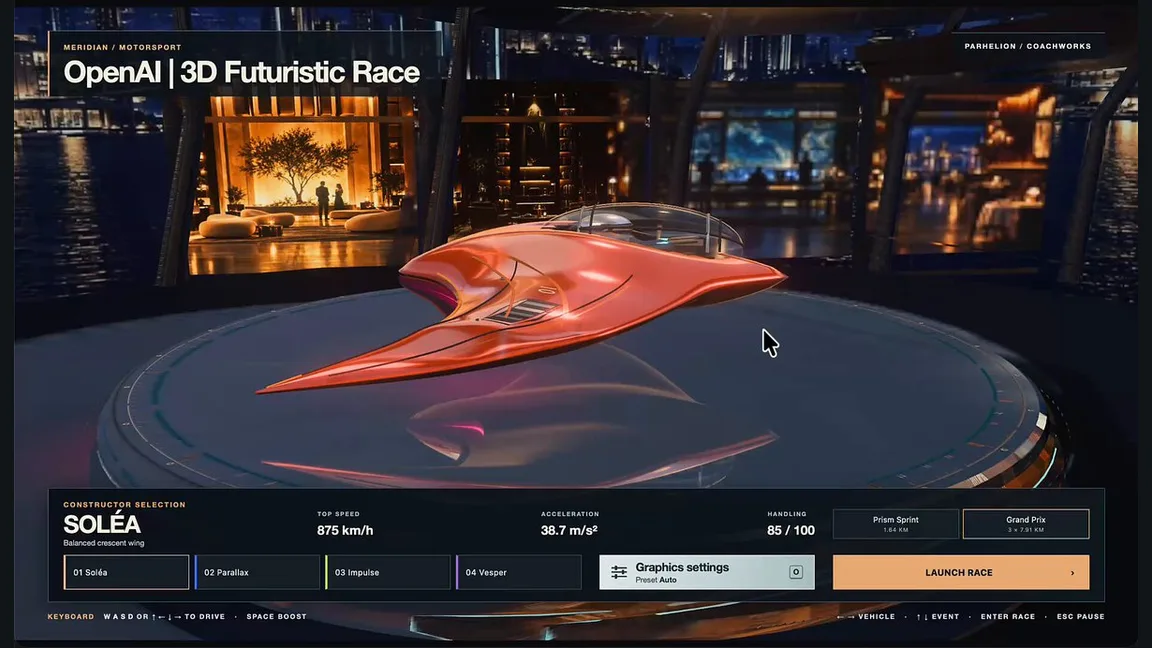 MERIDIAN / MOTORSPORT
OpenAI | 3D Futuristic Race
PARHELION / COACHWORKS
CONSTRUCTOR SELECTION
SOLÉA
Balanced crescent wing
TOP SPEED
875 km/h
ACCELERATION
38.7 m/s²
HANDLING
85 / 100
Prism Sprint
1.64 KM
Grand Prix
3 × 7.91 KM
01 Soléa
02 Parallax
03 Impulse
04 Vesper
Graphics settings
Preset Auto
O
LAUNCH RACE ›
KEYBOARD W A S D OR ↑ ← ↓ → TO DRIVE · SPACE BOOST
← → VEHICLE · ↑ ↓ EVENT · ENTER RACE · ESC PAUSE